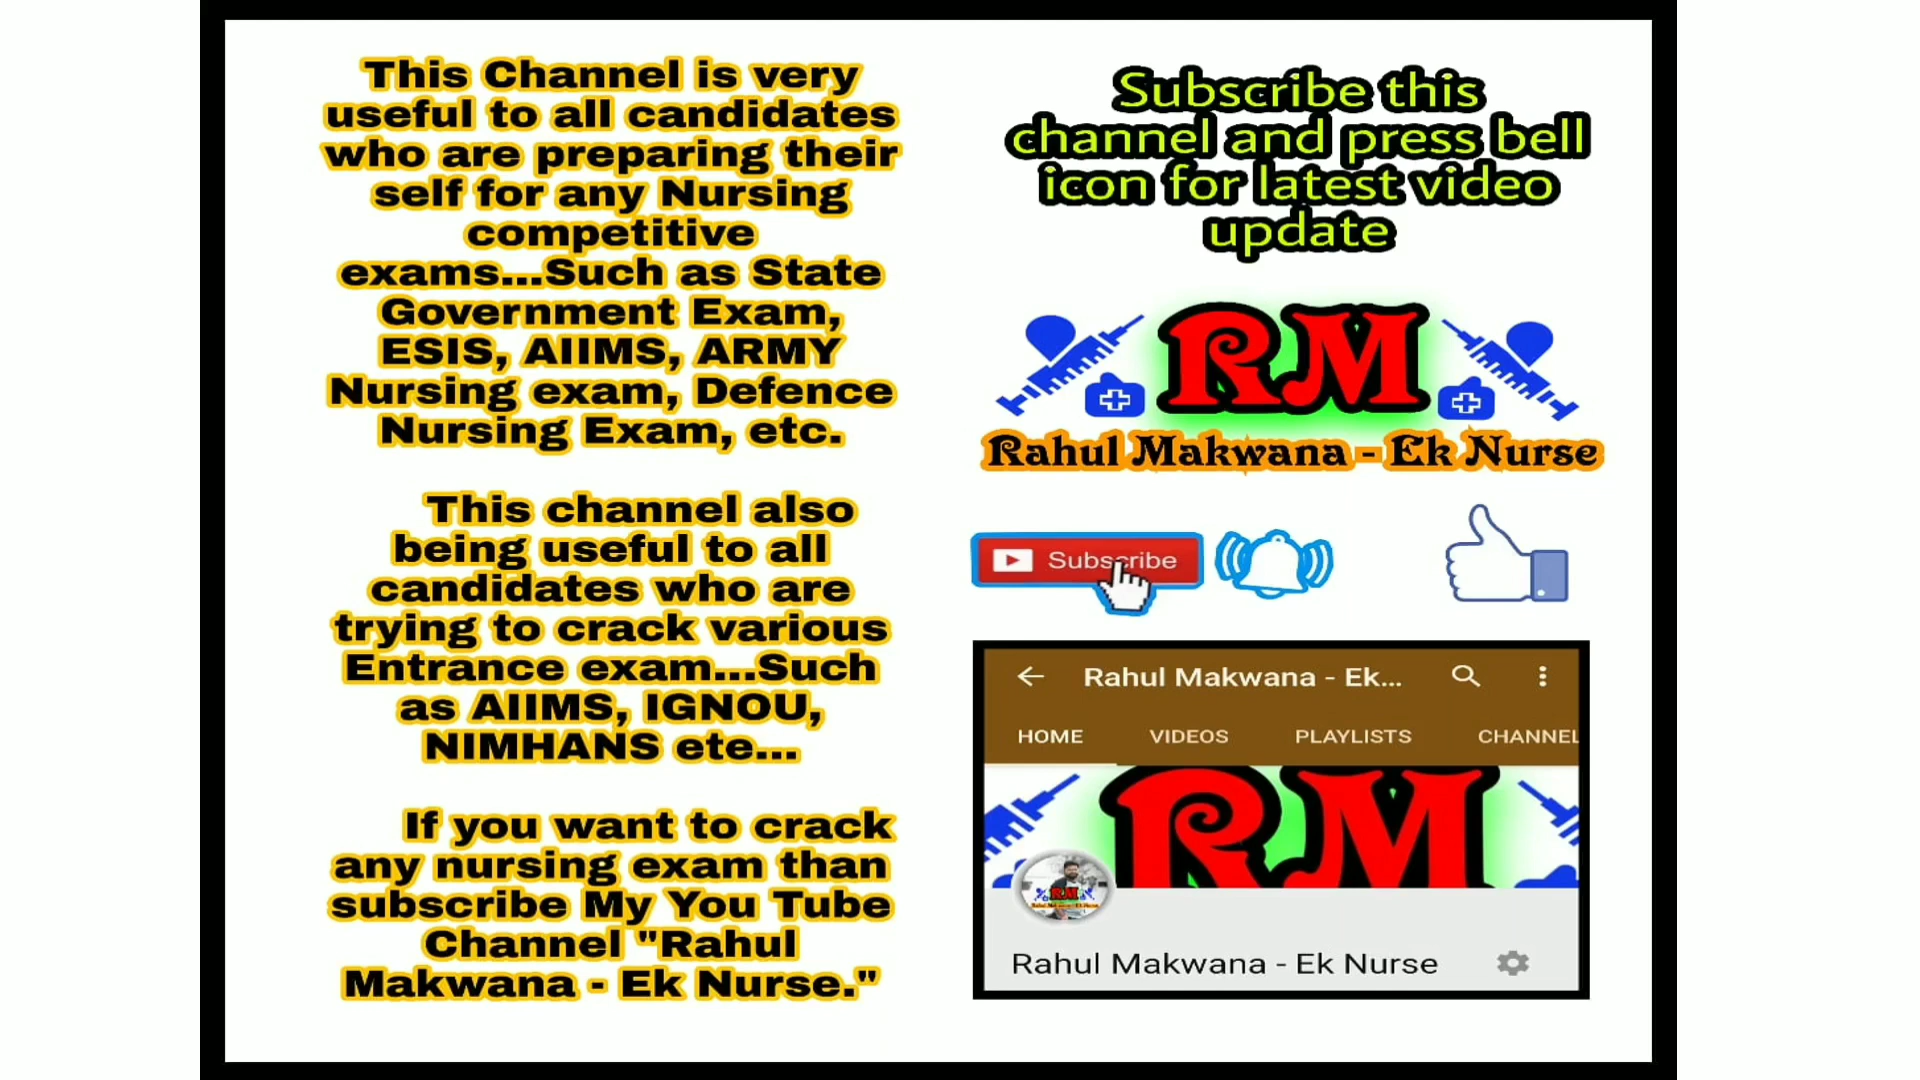 This Channel is very
useful to all candidates
who are preparing their
self for any Nursing
competitive
exams...Such as State
Government Exam,
ESIS, AIIMS, ARMY
Nursing exam, Defence
Nursing Exam, etc.
This channel also
being useful to all
candidates who are
trying to crack various
Entrance exam...Such
as AIIMS, IGNOU,
NIMHANS ete...
If you want to crack
any nursing exam than
subscribe My You Tube
Channel "Rahul
Makwana - Ek Nurse."
Subscribe this
channel and press bell
icon for latest video
update
RM
Rahul Makwana - Ek Nurse
Subscribe
Rahul Makwana - Ek...
HOME VIDEOS PLAYLISTS CHANNEL
RM
RM
Rahul Makwana - Ek Nurse
Rahul Makwana - Ek Nurse